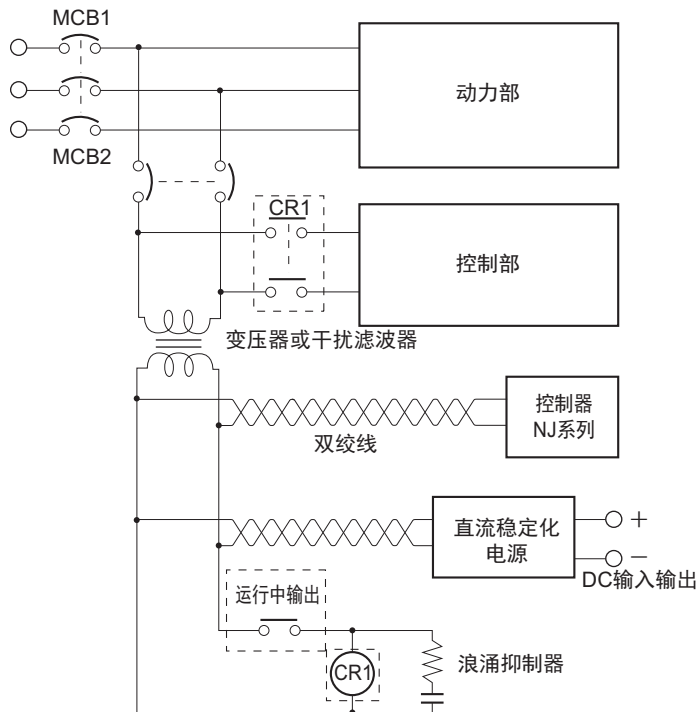 MCB1
动力部
MCB2
CR1
控制部
变压器或干扰滤波器
控制器
NJ系列
双绞线
直流稳定化
电源
+
−
DC输入输出
运行中输出
CR1
浪涌抑制器